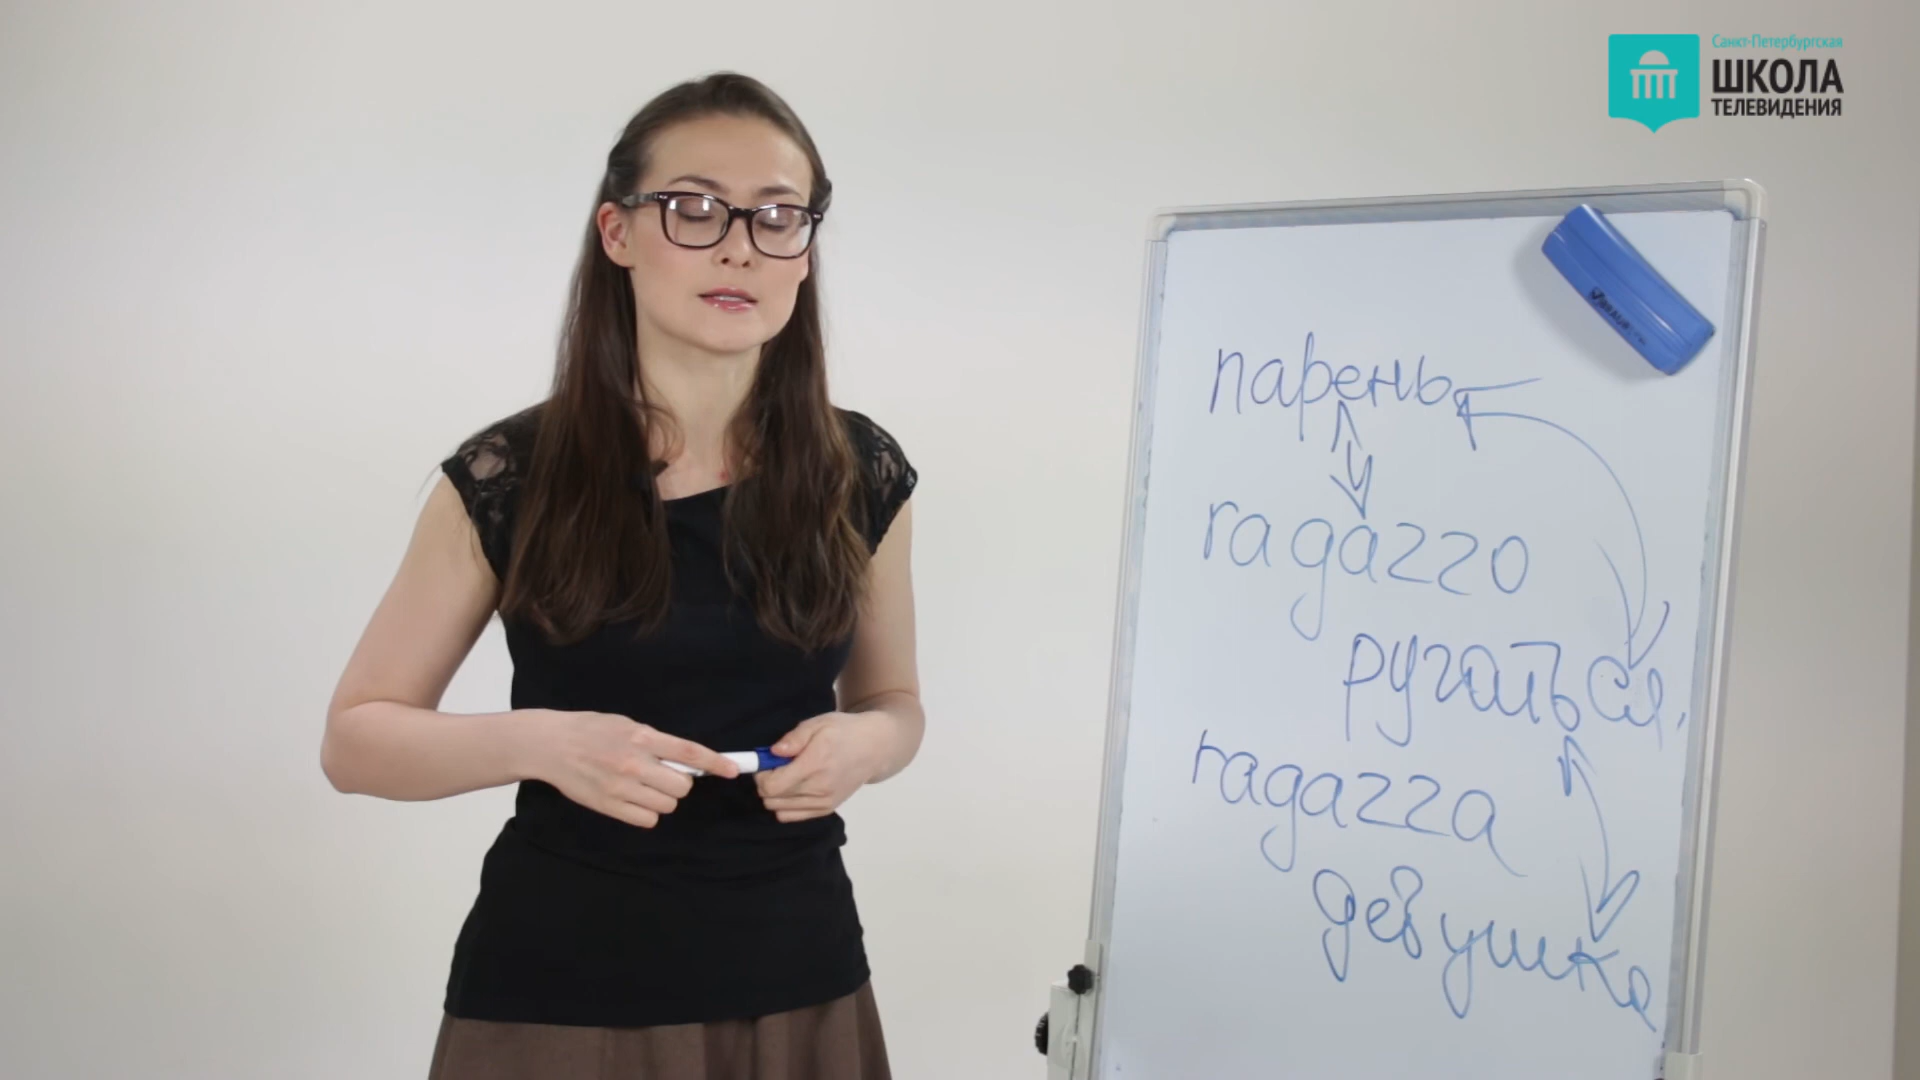 Санкт-Петербургская
ШКОЛА
ТЕЛЕВИДЕНИЯ
парень
ragazzo
ругаться.
ragazza
девушка